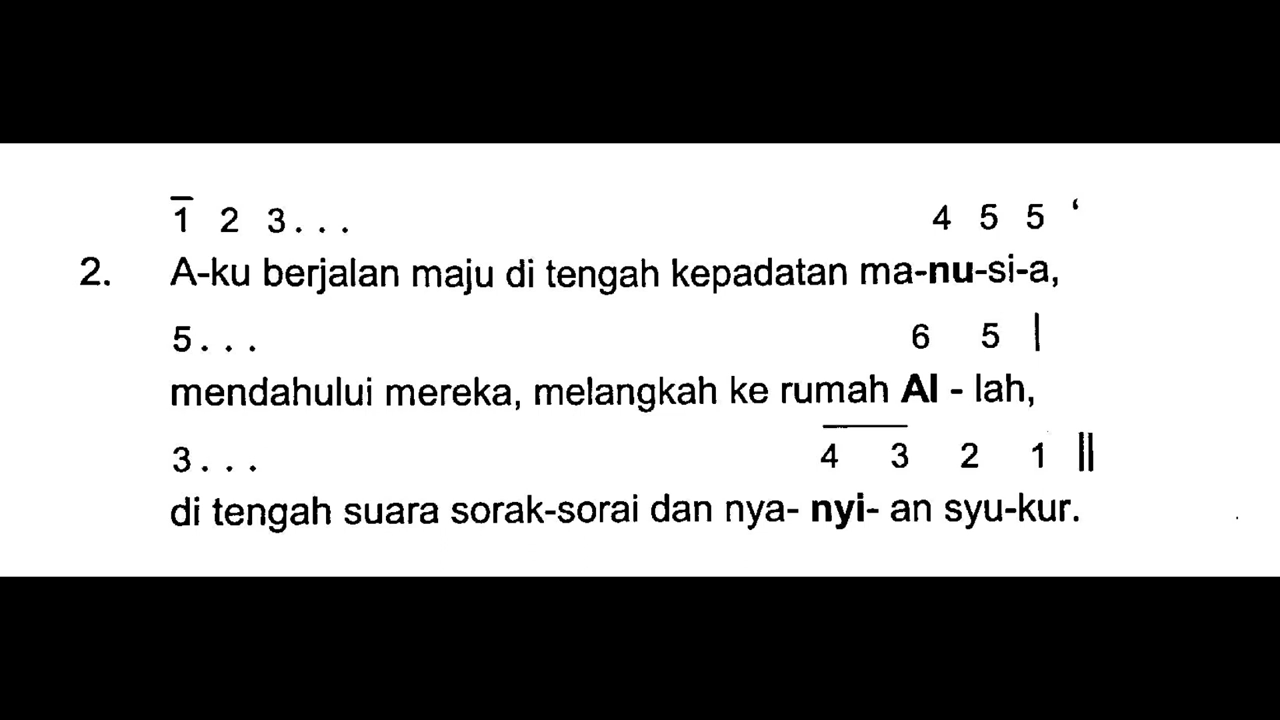 1 2 3 . . . 4 5 5 ‘
2. A-ku berjalan maju di tengah kepadatan ma-nu-si-a,
5 . . . 6 5 |
mendahului mereka, melangkah ke rumah Al - lah,
3 . . . 4 3 2 1 ||
di tengah suara sorak-sorai dan nya- nyi- an syu-kur.